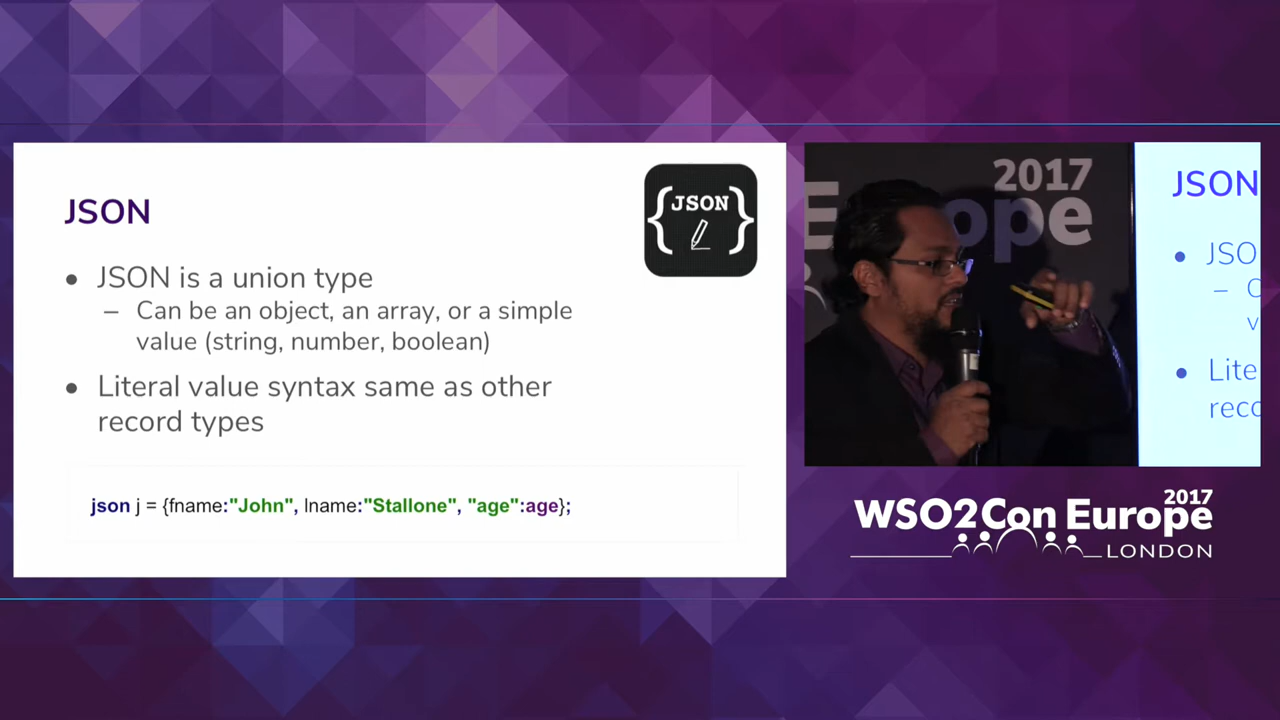 JSON
{JSON}
• JSON is a union type
– Can be an object, an array, or a simple
value (string, number, boolean)
• Literal value syntax same as other
record types
json j = {fname:"John", lname:"Stallone", "age":age};
2017
E urope
JSON
• JSO
– C
v
• Lite
reco
WSO2Con Europe
2017
LONDON